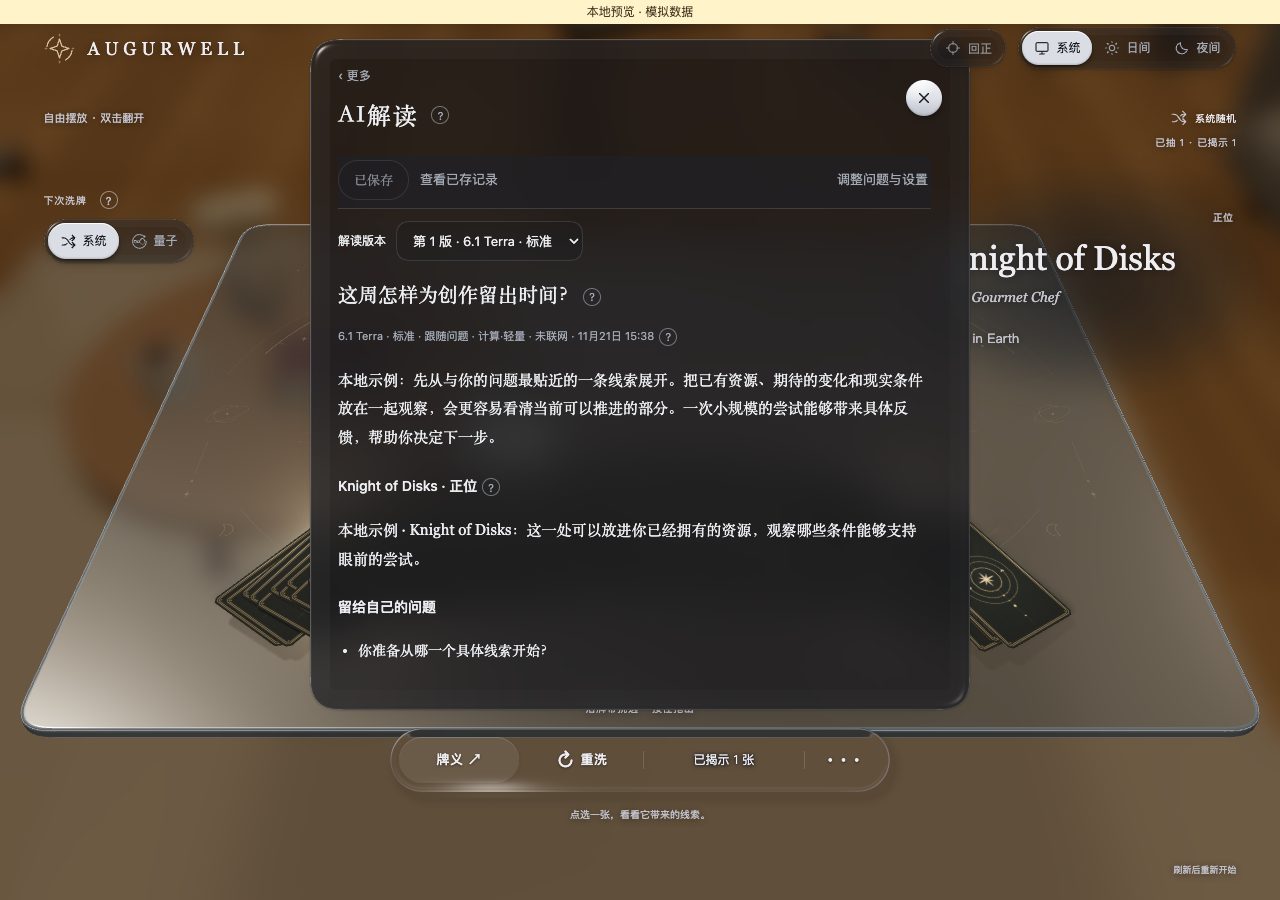 本地预览 · 模拟数据
AUGURWELL
回正
系统
日间
夜间
自由摆放 · 双击翻开
系统随机
已抽 1 · 已揭示 1
下次洗牌 ?
系统
量子
正位
night of Disks
Gourmet Chef
in Earth
‹ 更多
AI解读 ?
已保存
查看已存记录
调整问题与设置
解读版本
第 1 版 · 6.1 Terra · 标准
这周怎样为创作留出时间? ?
6.1 Terra · 标准 · 跟随问题 · 计算·轻量 · 未联网 · 11月21日 15:38 ?
本地示例：先从与你的问题最贴近的一条线索展开。把已有资源、期待的变化和现实条件
放在一起观察，会更容易看清当前可以推进的部分。一次小规模的尝试能够带来具体反
馈，帮助你决定下一步。
Knight of Disks · 正位 ?
本地示例 · Knight of Disks：这一处可以放进你已经拥有的资源，观察哪些条件能够支持
眼前的尝试。
留给自己的问题
• 你准备从哪一个具体线索开始?
牌义 ↗
重洗
已揭示 1 张
点选一张，看看它带来的线索。
刷新后重新开始